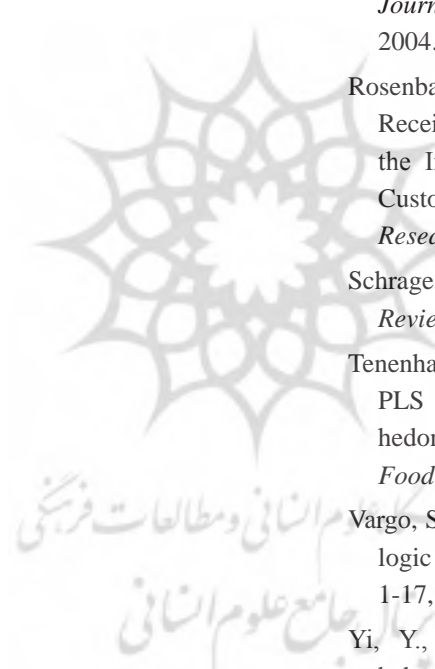 Journ
2004.
Rosenba
Recei
the I
Custo
Resea
Schrage
Revie
Tenenha
PLS
hedon
Food
Vargo, S
logic
1-17,
Yi, Y.,
علوم انسانی و مطالعات فرهنگی
پرتال جامع علوم انسانی